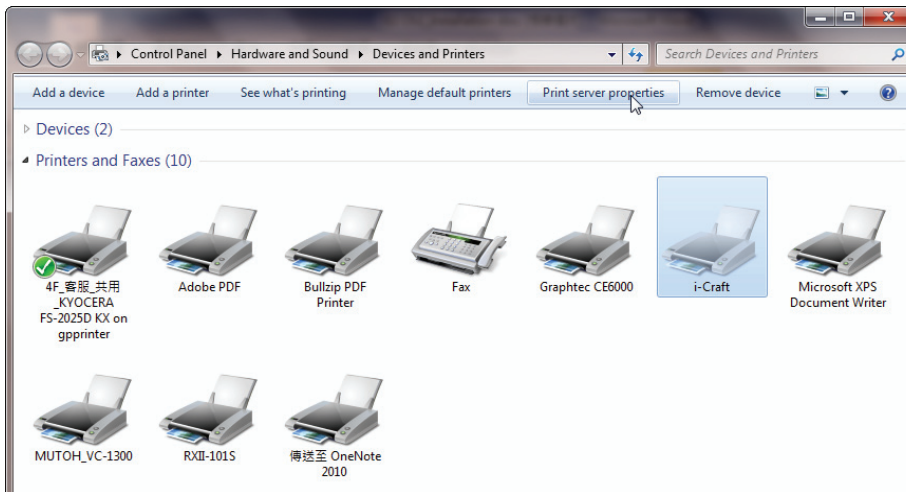 Control Panel Hardware and Sound Devices and Printers
Search Devices and Printers
Add a device Add a printer See what's printing Manage default printers Print server properties Remove device
Devices (2)
Printers and Faxes (10)
4F_客服_共用
_KYOCERA
FS-2025D KX on
gpprinter
Adobe PDF
Bullzip PDF
Printer
Fax
Graphtec CE6000
i-Craft
Microsoft XPS
Document Writer
MUTOH_VC-1300
RXII-101S
傳送至 OneNote
2010